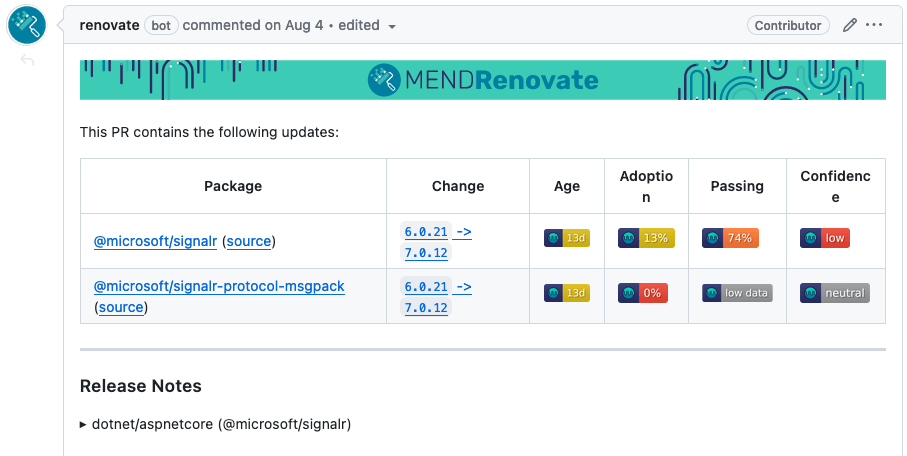 renovate bot commented on Aug 4 • edited Contributor
MENDRenovate
This PR contains the following updates:
Package Change Age Adoptio Passing Confidenc
n e
@microsoft/signalr (source) 6.0.21 -> 13d 13% 74% low
7.0.12
@microsoft/signalr-protocol-msgpack 6.0.21 -> 13d 0% low data neutral
(source) 7.0.12
Release Notes
dotnet/aspnetcore (@microsoft/signalr)